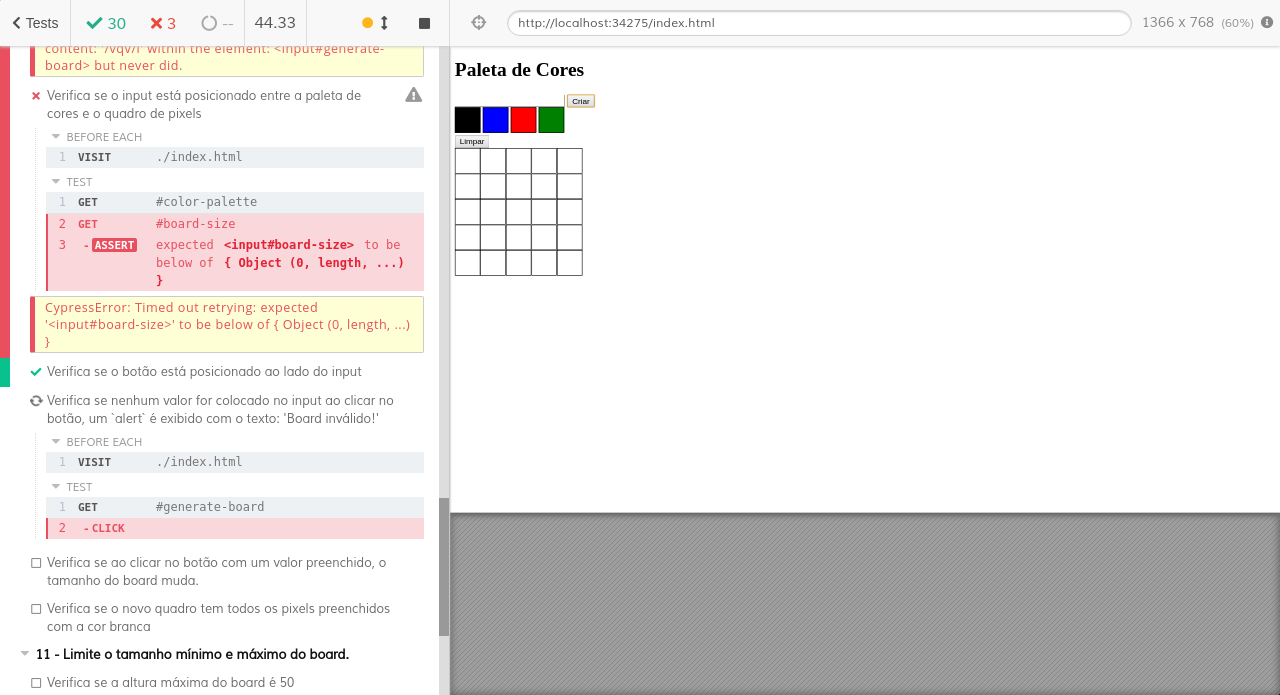 Tests
30
3
--
44.33
http://localhost:34275/index.html
1366 x 768 (60%)
content: '/vqv/i' within the element: <input#generate-
board> but never did.
Verifica se o input está posicionado entre a paleta de
cores e o quadro de pixels
BEFORE EACH
1 VISIT ./index.html
TEST
1 GET #color-palette
2 GET #board-size
3 -ASSERT expected <input#board-size> to be
below of { Object (0, length, ...)
}
CypressError: Timed out retrying: expected
'<input#board-size>' to be below of { Object (0, length, ...)
}
Verifica se o botão está posicionado ao lado do input
Verifica se nenhum valor for colocado no input ao clicar no
botão, um `alert` é exibido com o texto: 'Board inválido!'
BEFORE EACH
1 VISIT ./index.html
TEST
1 GET #generate-board
2 -CLICK
Verifica se ao clicar no botão com um valor preenchido, o
tamanho do board muda.
Verifica se o novo quadro tem todos os pixels preenchidos
com a cor branca
11 - Limite o tamanho mínimo e máximo do board.
Verifica se a altura máxima do board é 50
Paleta de Cores
Criar
Limpar